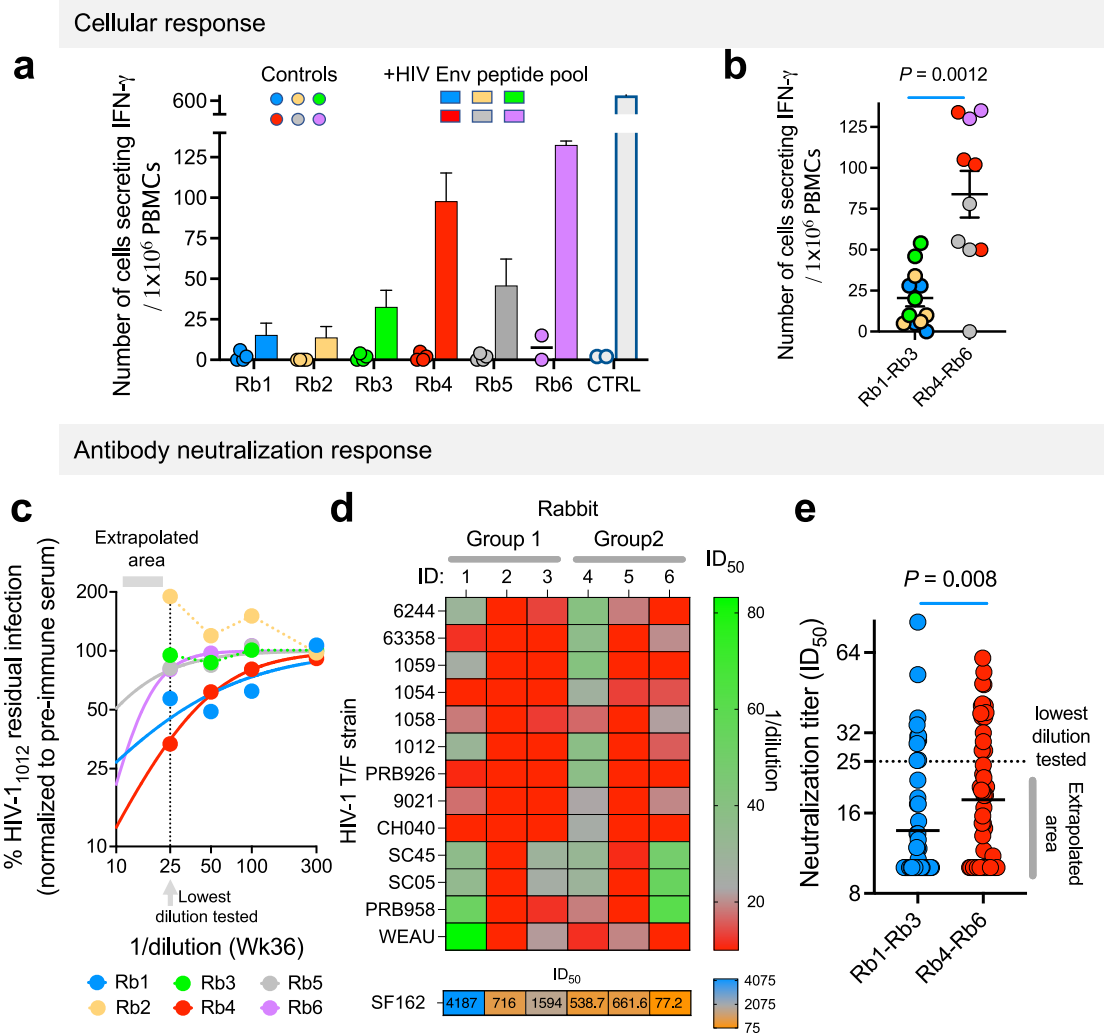 Cellular response
a
Number of cells secreting IFN-γ
/ 1x10⁶ PBMCs
Controls
+HIV Env peptide pool
600
125
100
75
50
25
0
Rb1 Rb2 Rb3 Rb4 Rb5 Rb6 CTRL
b
P = 0.0012
Number of cells secreting IFN-γ
/ 1x10⁶ PBMCs
125
100
75
50
25
0
Rb1-Rb3
Rb4-Rb6
Antibody neutralization response
c
Extrapolated
area
% HIV-1₁₀₁₂ residual infection
(normalized to pre-immune serum)
200
100
50
25
10
10 25 50 100 300
Lowest
dilution tested
1/dilution (Wk36)
Rb1 Rb3 Rb5
Rb2 Rb4 Rb6
d
Rabbit
Group 1 Group2
ID: 1 2 3 4 5 6
HIV-1 T/F strain
6244
63358
1059
1054
1058
1012
PRB926
9021
CH040
SC45
SC05
PRB958
WEAU
ID₅₀
80
60
40
20
1/dilution
ID₅₀
SF162 4187 716 1594 538.7 661.6 77.2
4075
2075
75
e
P = 0.008
Neutralization titer (ID₅₀)
64
32
25
16
8
lowest
dilution
tested
Extrapolated
area
Rb1-Rb3
Rb4-Rb6